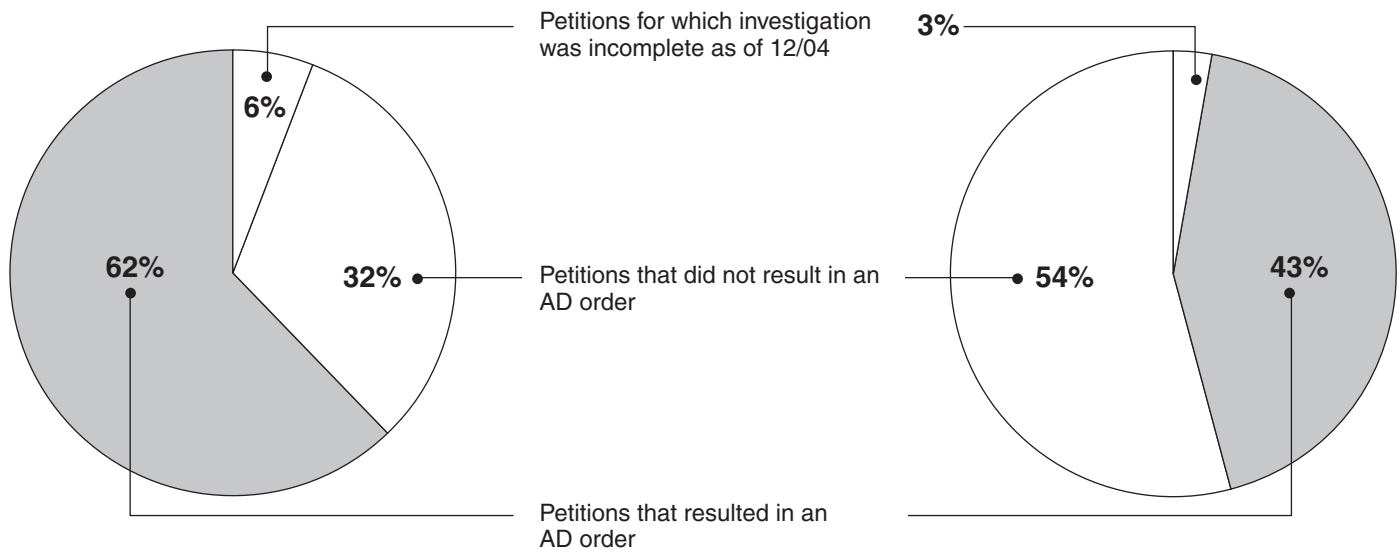 Petitions for which investigation
was incomplete as of 12/04
3%
6%
62%
32%
Petitions that did not result in an
AD order
54%
43%
Petitions that resulted in an
AD order